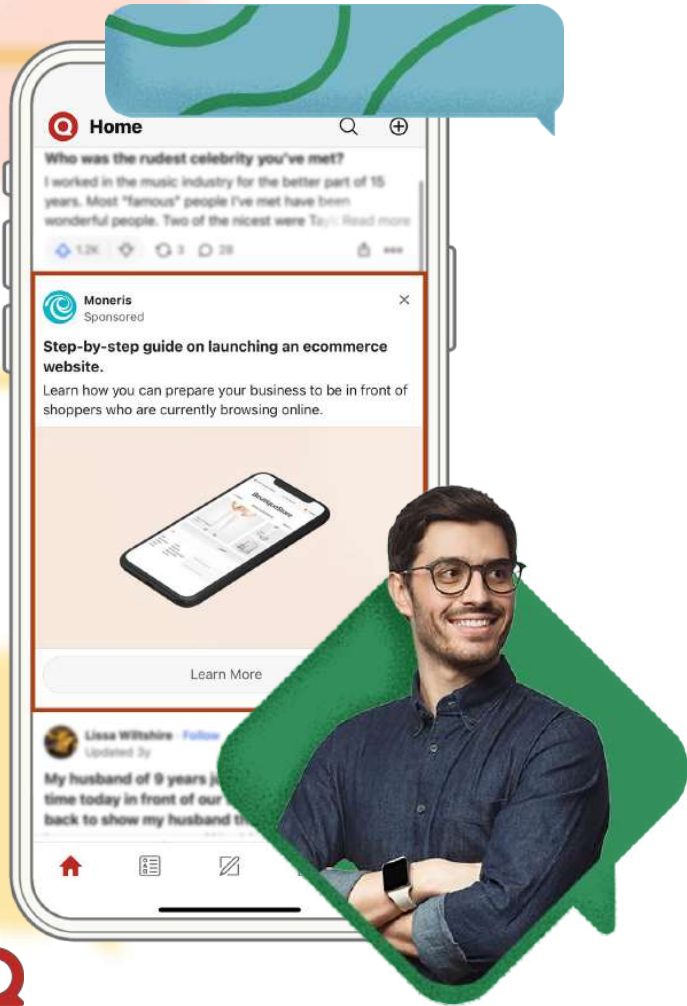 Home
Who was the rudest celebrity you've met?
I worked in the music industry for the better part of 15
years. Most "famous" people I've met have been
wonderful people. Two of the nicest were Tayl Read more
1.2K 3 28
Moneris
Sponsored
Step-by-step guide on launching an ecommerce
website.
Learn how you can prepare your business to be in front of
shoppers who are currently browsing online.
BoutiqueStore
Learn More
Lissa Wiltshire · Follow
Updated 3y
My husband of 9 years
time today in front of our
back to show my husband